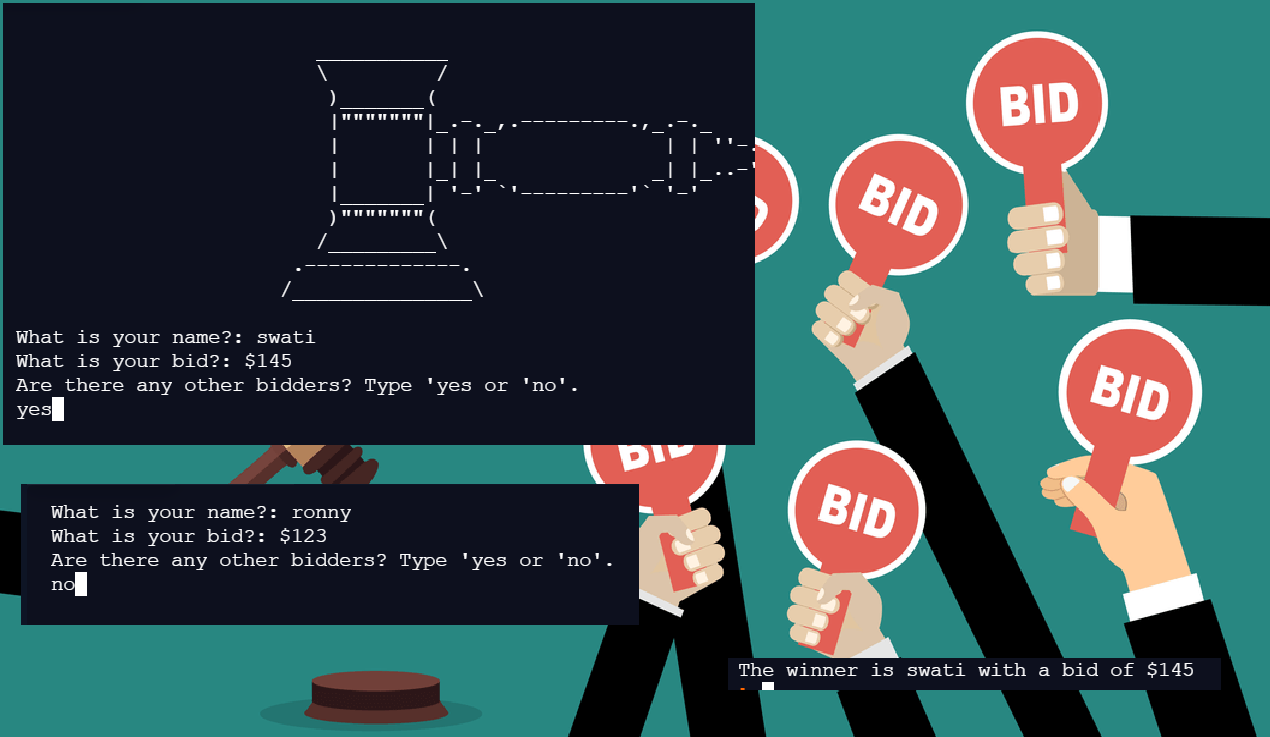 What is your name?: swati
What is your bid?: $145
Are there any other bidders? Type 'yes or 'no'.
yes
BID
BID
BID
BID
BID
What is your name?: ronny
What is your bid?: $123
Are there any other bidders? Type 'yes or 'no'.
no
The winner is swati with a bid of $145